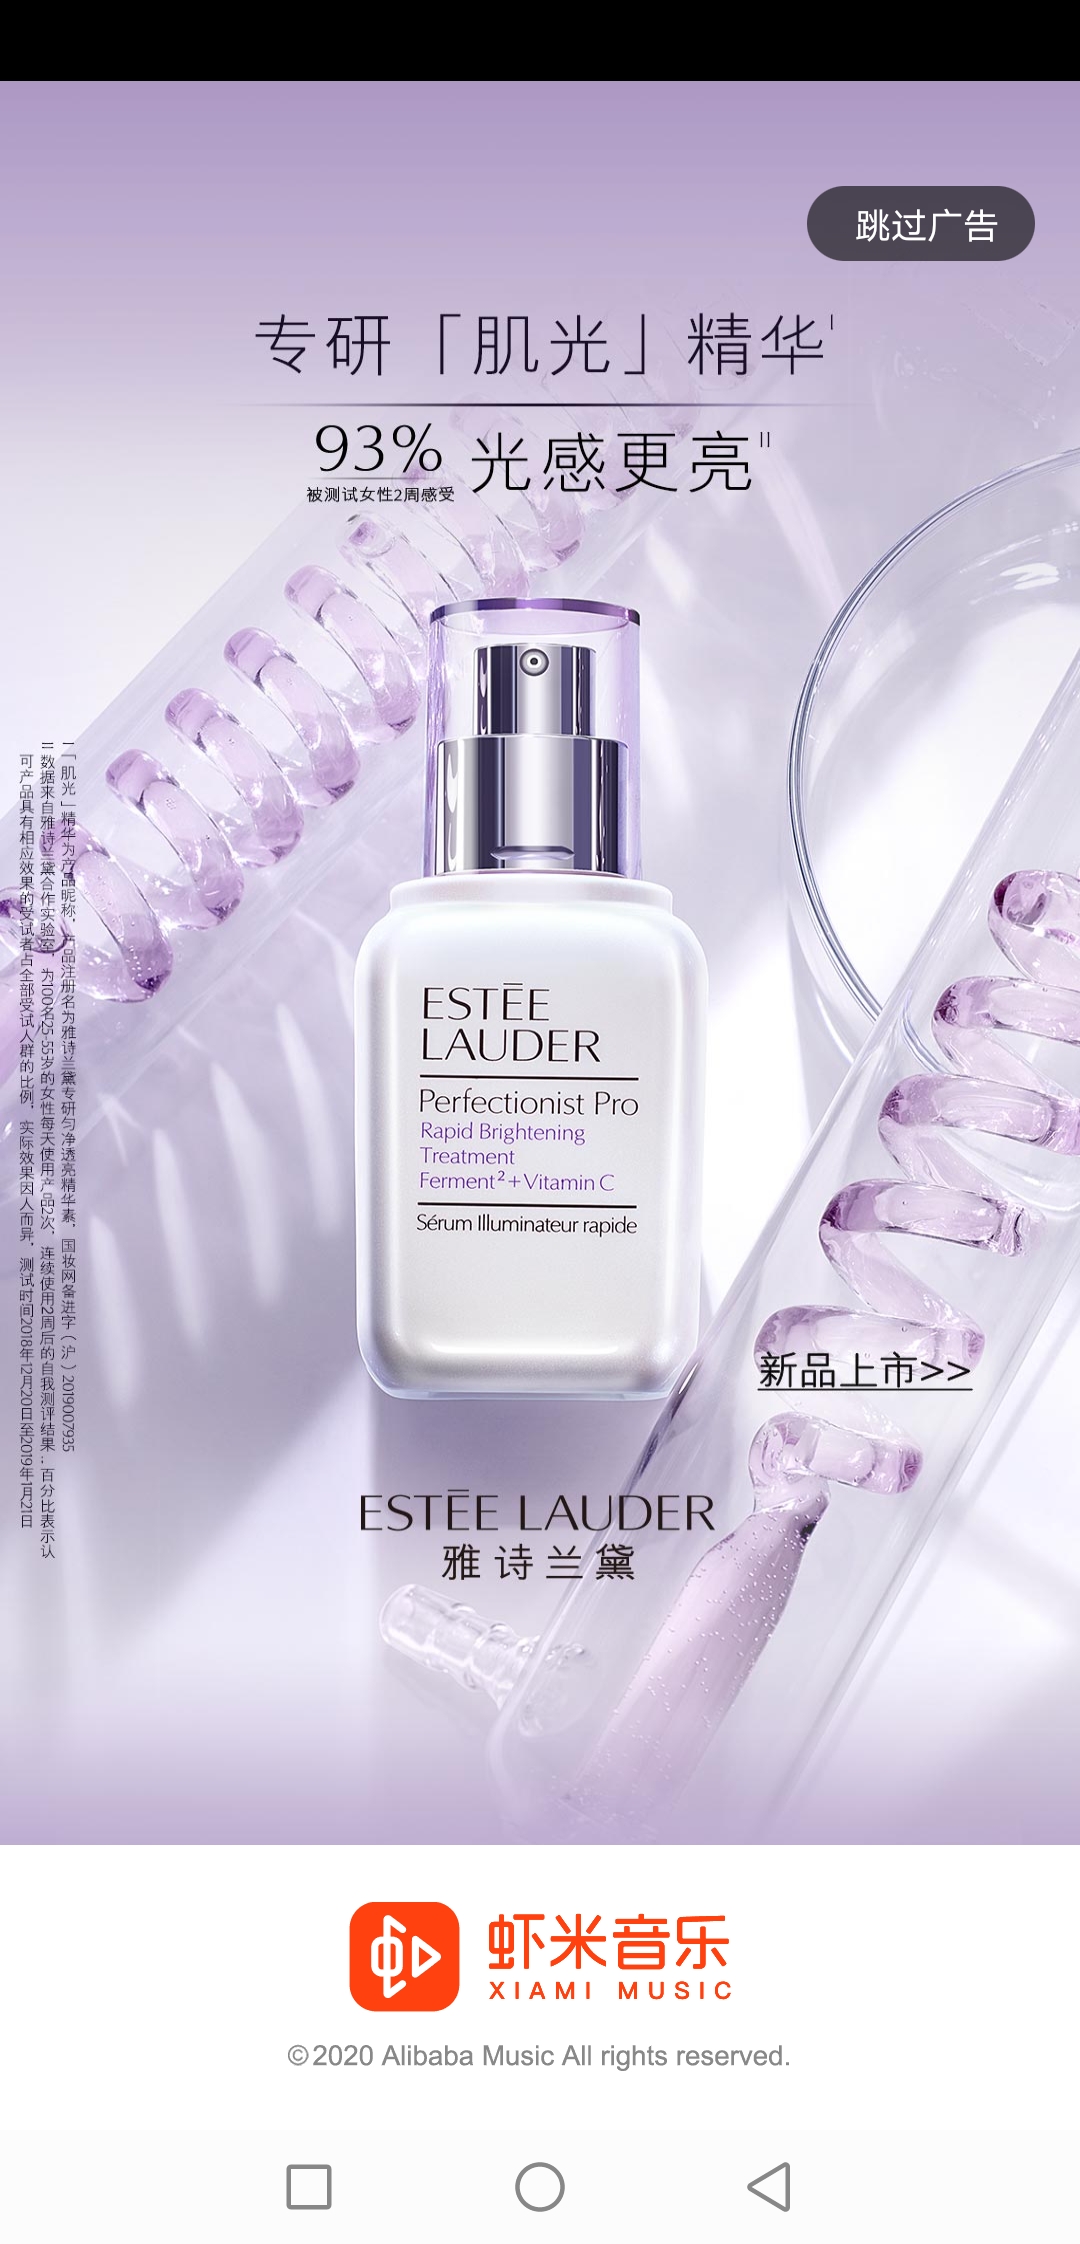 跳过广告
专研「肌光」精华I
93% 光感更亮II
被测试女性2周感受
I「肌光」精华为产品昵称，产品注册名为雅诗兰黛专研匀净透亮精华素，国妆网备进字（沪）2019007935
II 数据来自雅诗兰黛合作实验室，为100名25-55岁的女性每天使用产品2次，连续使用2周后的自我测评结果；百分比表示认
可产品具有相应效果的受试者占全部受试人群的比例，实际效果因人而异，测试时间2018年12月20日至2019年1月21日
ESTĒE
LAUDER
Perfectionist Pro
Rapid Brightening
Treatment
Ferment²+Vitamin C
Sérum Illuminateur rapide
新品上市>>
ESTĒE LAUDER
雅诗兰黛
虾米音乐
XIAMI MUSIC
©2020 Alibaba Music All rights reserved.